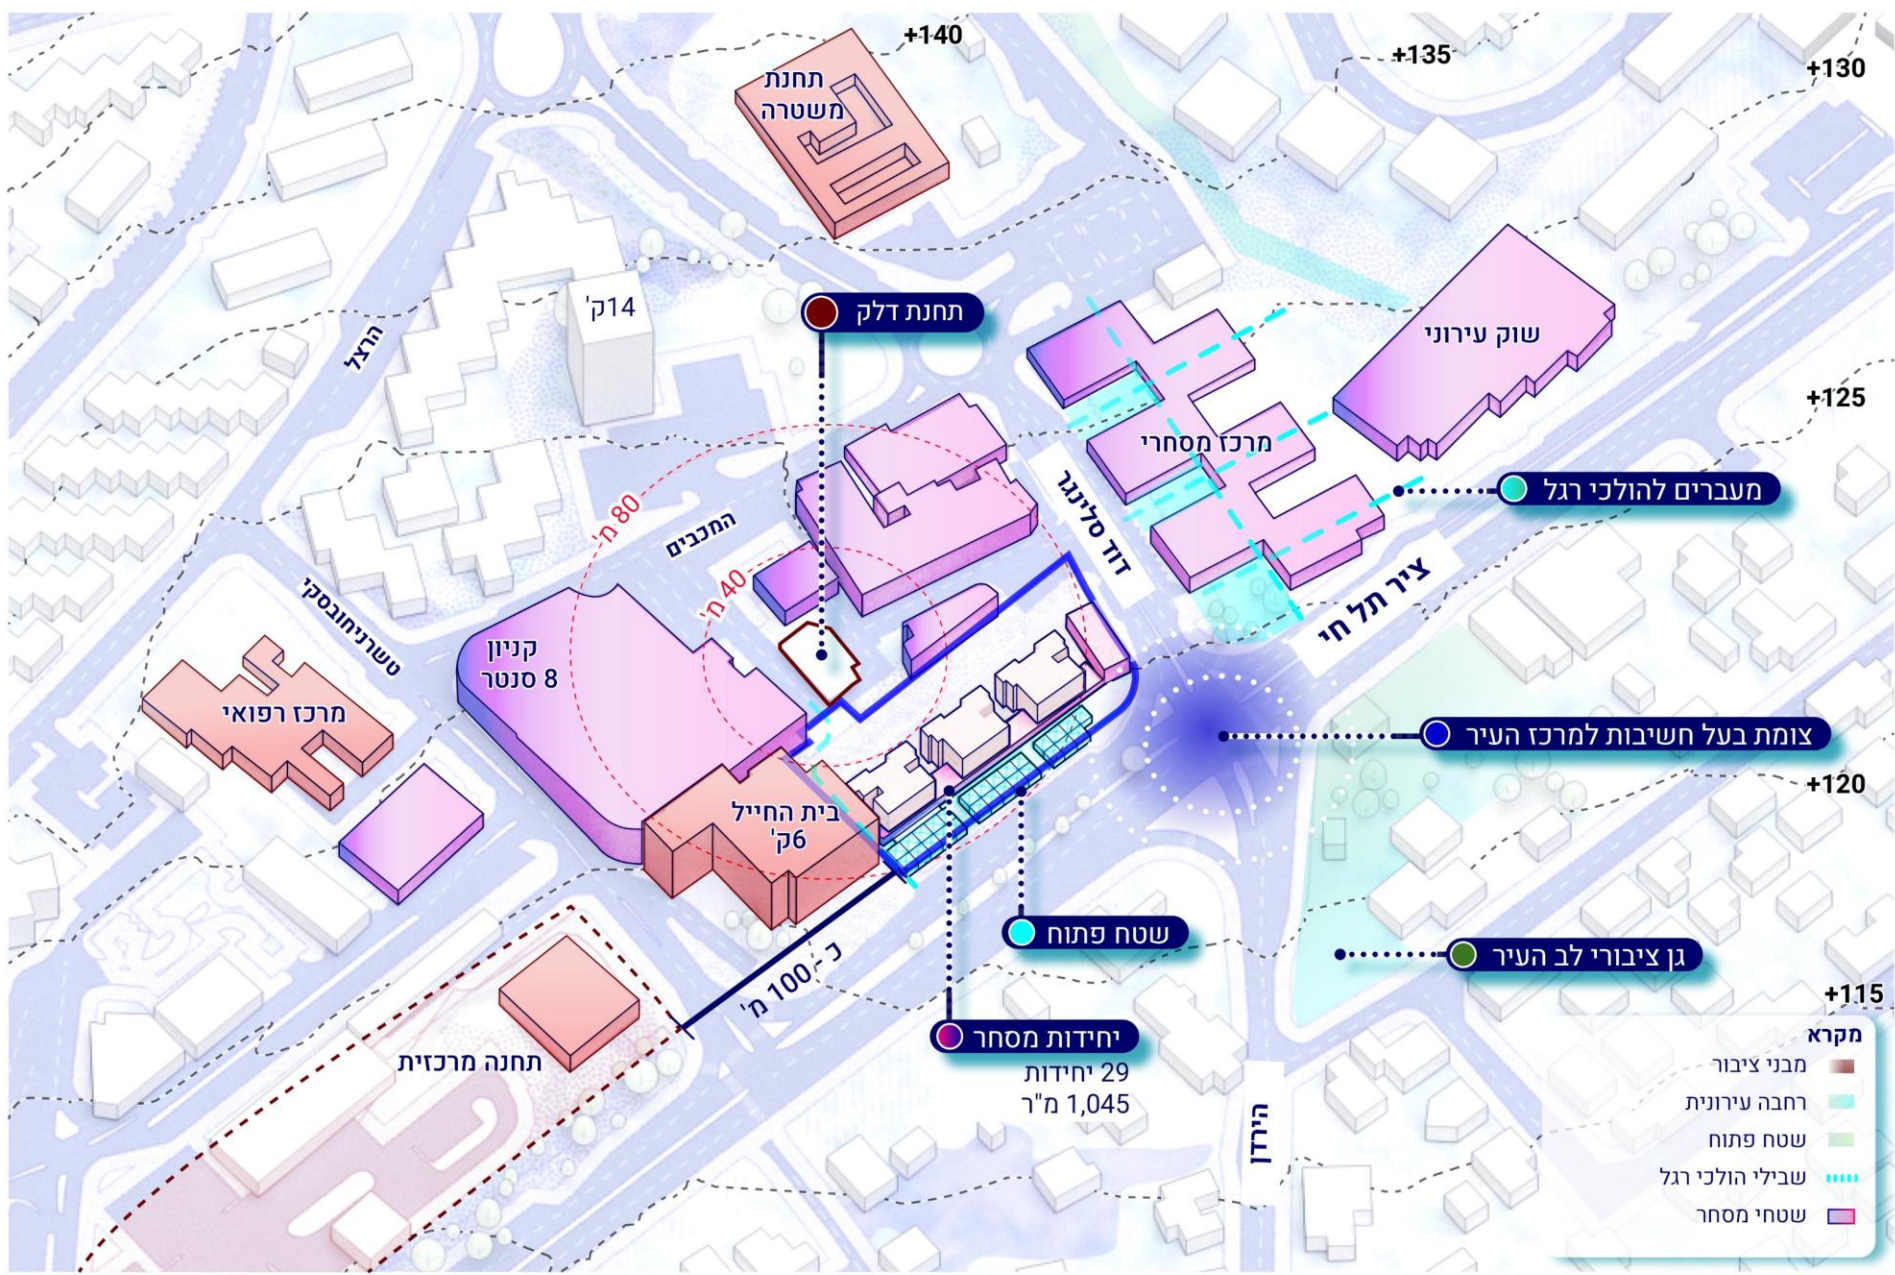 +140
+135
+130
תחנת
משטרה
14ק'
תחנת דלק
הרצל
שוק עירוני
+125
מרכז מסחרי
דוד סלינגר
מעברים להולכי רגל
80 מ'
המכבים
40 מ'
ציר תל חי
טשרניחובסקי
קניון
8 סנטר
מרכז רפואי
צומת בעל חשיבות למרכז העיר
+120
בית החייל
6ק'
שטח פתוח
גן ציבורי לב העיר
כ - 100 מ'
+115
יחידות מסחר
29 יחידות
1,045 מ"ר
תחנה מרכזית
הירדן
מקרא
מבני ציבור
רחבה עירונית
שטח פתוח
שבילי הולכי רגל
שטחי מסחר